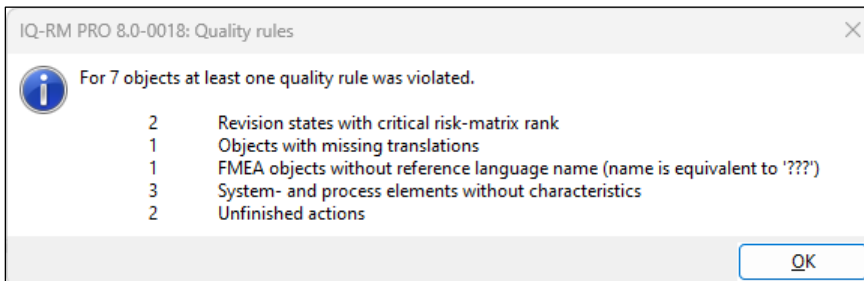 IQ-RM PRO 8.0-0018: Quality rules
For 7 objects at least one quality rule was violated.
2 Revision states with critical risk-matrix rank
1 Objects with missing translations
1 FMEA objects without reference language name (name is equivalent to '???')
3 System- and process elements without characteristics
2 Unfinished actions
OK